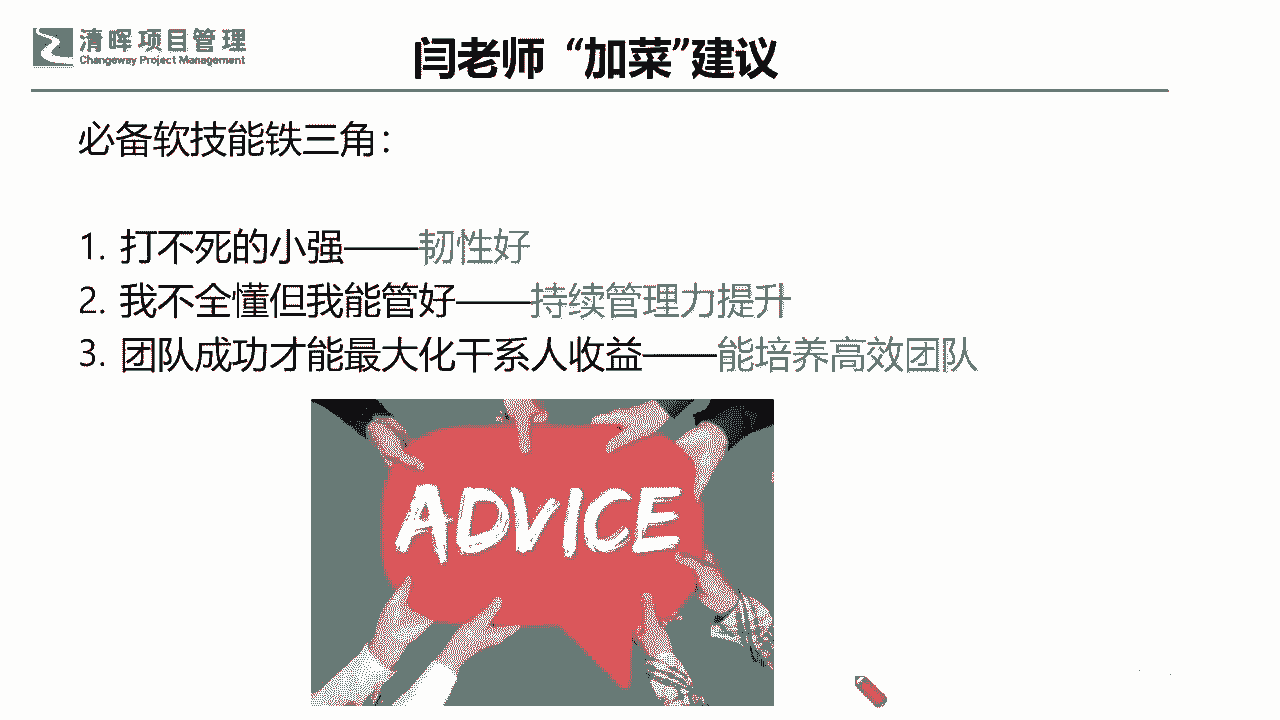 清晖项目管理
Changeway Project Management
闫老师 “加菜”建议
必备软技能铁三角：
1. 打不死的小强——韧性好
2. 我不全懂但我能管好——持续管理力提升
3. 团队成功才能最大化干系人收益——能培养高效团队
ADVICE